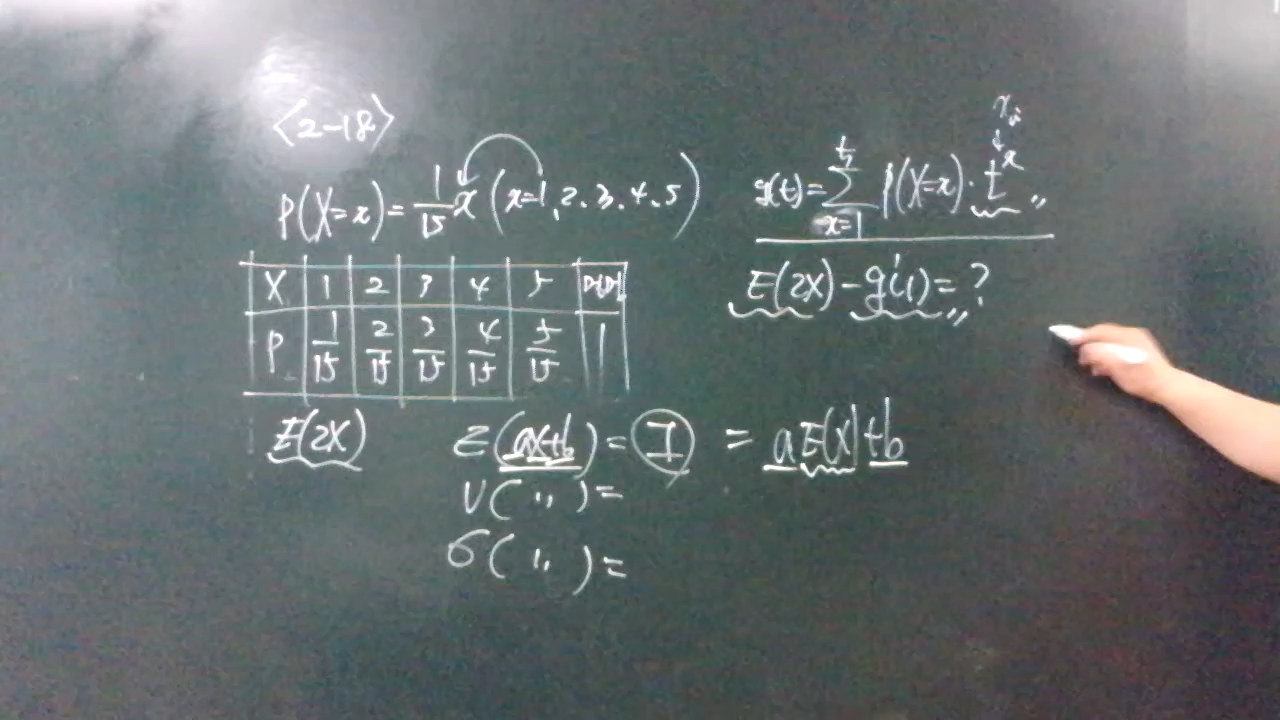 <2-18>
P(X=x)=1/15 x (x=1,2,3,4,5)
X 1 2 3 4 5
P 1/15 2/15 3/15 4/15 5/15 1
E(2X) E(ax+b)= I = aE(X)+b
V( 〃 )=
σ( 〃 )=
xᵢ
↓
g(t)=Σ_{x=1}^{5} P(X=x)·t^x 〃
E(2X)-g'(1)=? 〃